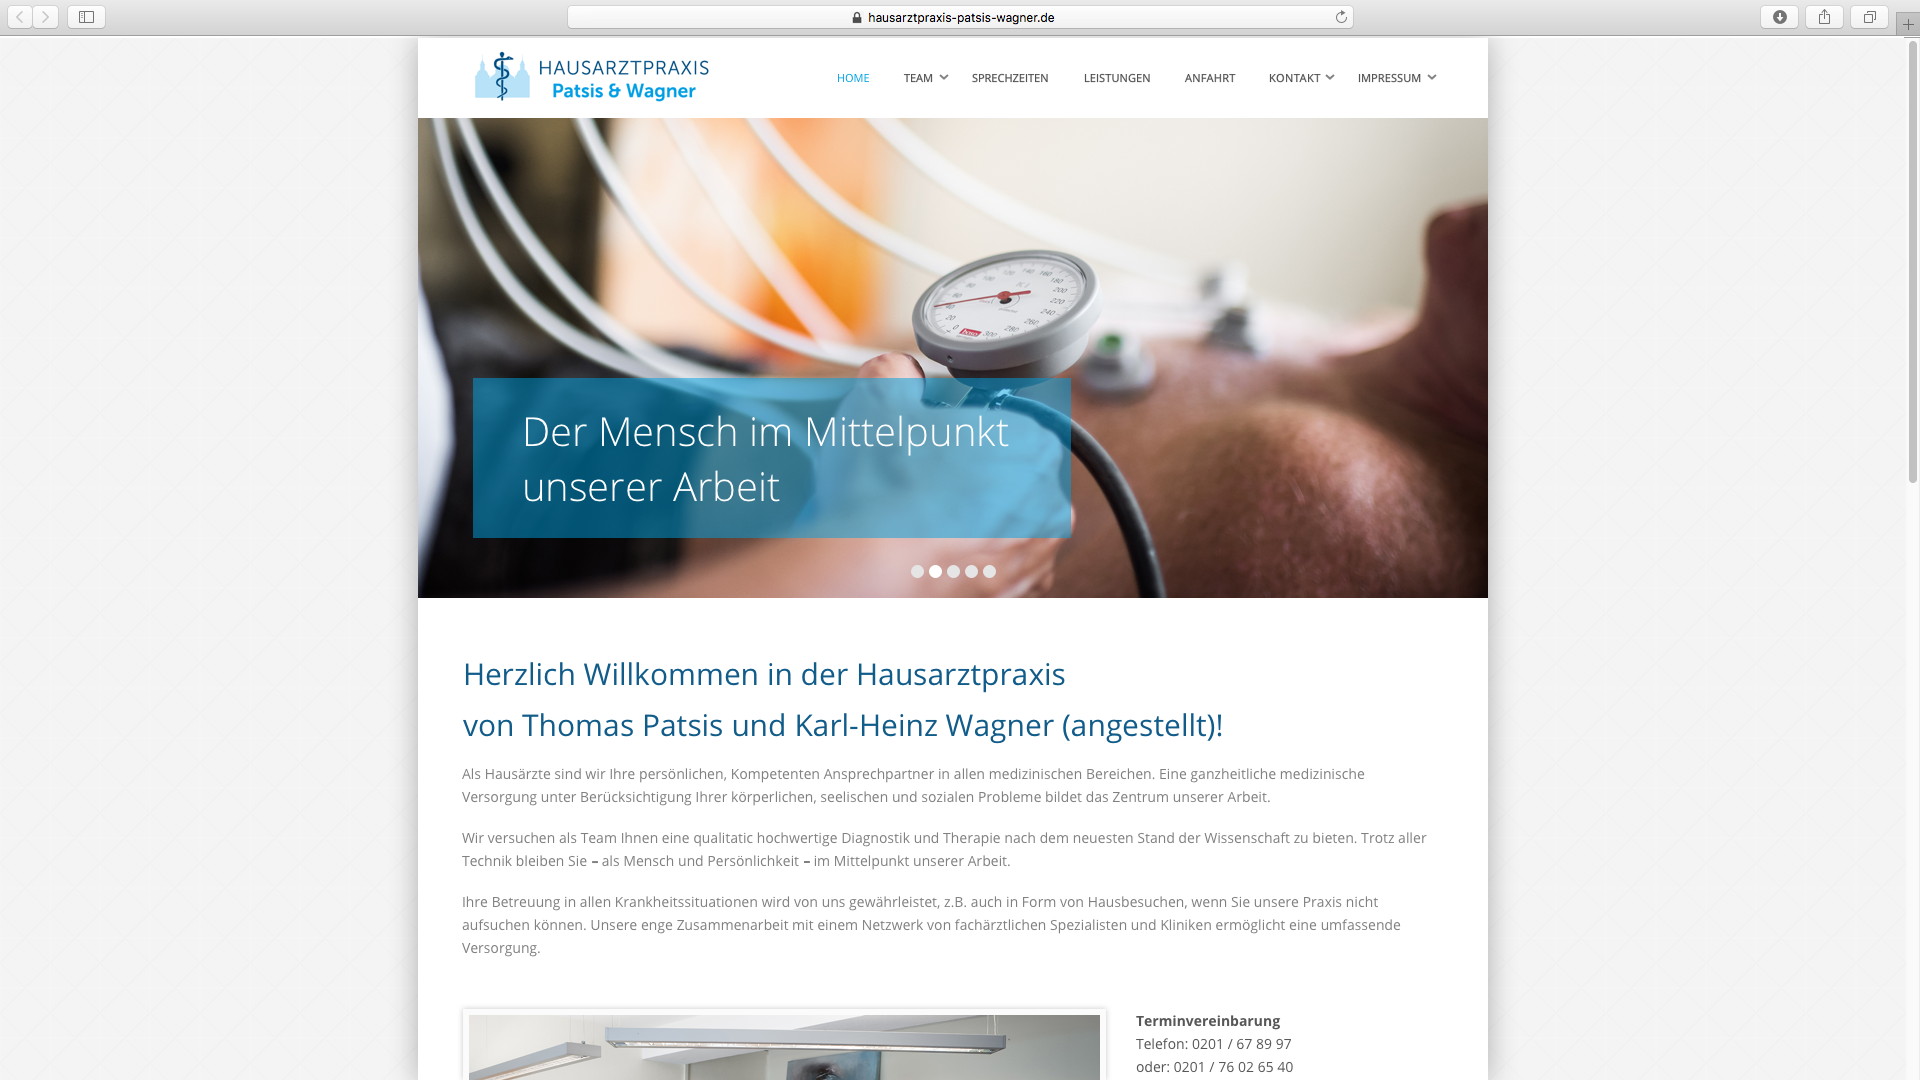 hausarztpraxis-patsis-wagner.de
HAUSARZTPRAXIS
Patsis & Wagner
HOME TEAM SPRECHZEITEN LEISTUNGEN ANFAHRT KONTAKT IMPRESSUM
Der Mensch im Mittelpunkt
unserer Arbeit
Herzlich Willkommen in der Hausarztpraxis
von Thomas Patsis und Karl-Heinz Wagner (angestellt)!
Als Hausärzte sind wir Ihre persönlichen, Kompetenten Ansprechpartner in allen medizinischen Bereichen. Eine ganzheitliche medizinische
Versorgung unter Berücksichtigung Ihrer körperlichen, seelischen und sozialen Probleme bildet das Zentrum unserer Arbeit.
Wir versuchen als Team Ihnen eine qualitatic hochwertige Diagnostik und Therapie nach dem neuesten Stand der Wissenschaft zu bieten. Trotz aller
Technik bleiben Sie – als Mensch und Persönlichkeit – im Mittelpunkt unserer Arbeit.
Ihre Betreuung in allen Krankheitssituationen wird von uns gewährleistet, z.B. auch in Form von Hausbesuchen, wenn Sie unsere Praxis nicht
aufsuchen können. Unsere enge Zusammenarbeit mit einem Netzwerk von fachärztlichen Spezialisten und Kliniken ermöglicht eine umfassende
Versorgung.
Terminvereinbarung
Telefon: 0201 / 67 89 97
oder: 0201 / 76 02 65 40